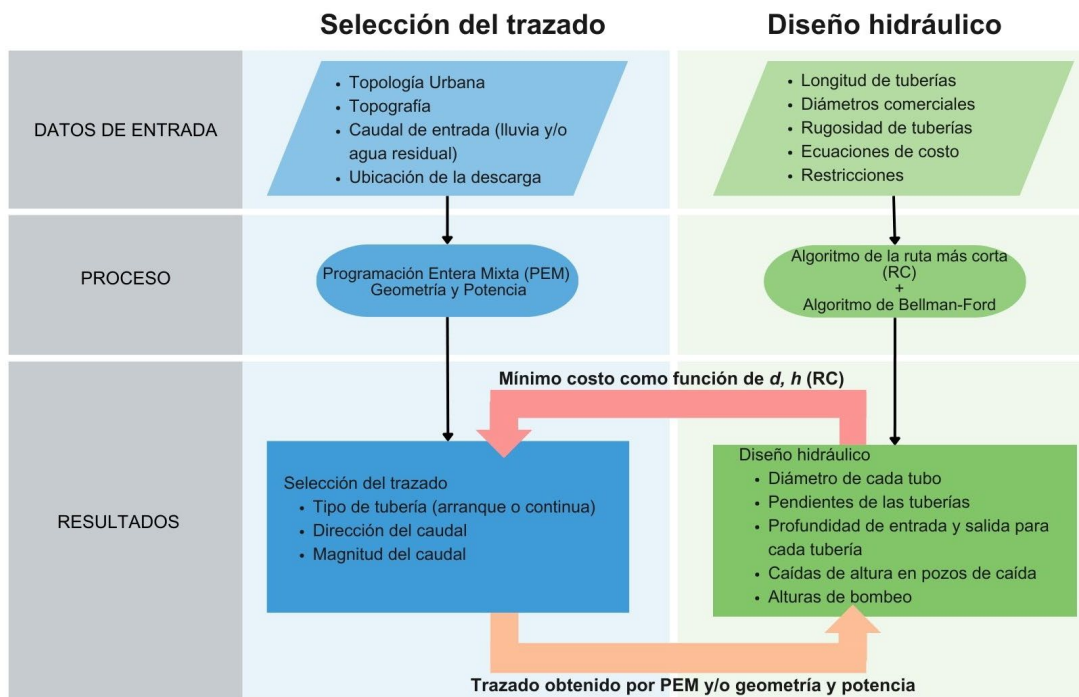 Selección del trazado
Diseño hidráulico
DATOS DE ENTRADA
• Topología Urbana
• Topografía
• Caudal de entrada (lluvia y/o
agua residual)
• Ubicación de la descarga
• Longitud de tuberías
• Diámetros comerciales
• Rugosidad de tuberías
• Ecuaciones de costo
• Restricciones
PROCESO
Programación Entera Mixta (PEM)
Geometría y Potencia
Algoritmo de la ruta más corta
(RC)
+
Algoritmo de Bellman-Ford
RESULTADOS
Mínimo costo como función de d, h (RC)
Selección del trazado
• Tipo de tubería (arranque o continua)
• Dirección del caudal
• Magnitud del caudal
Diseño hidráulico
• Diámetro de cada tubo
• Pendientes de las tuberías
• Profundidad de entrada y salida para
cada tubería
• Caídas de altura en pozos de caída
• Alturas de bombeo
Trazado obtenido por PEM y/o geometría y potencia